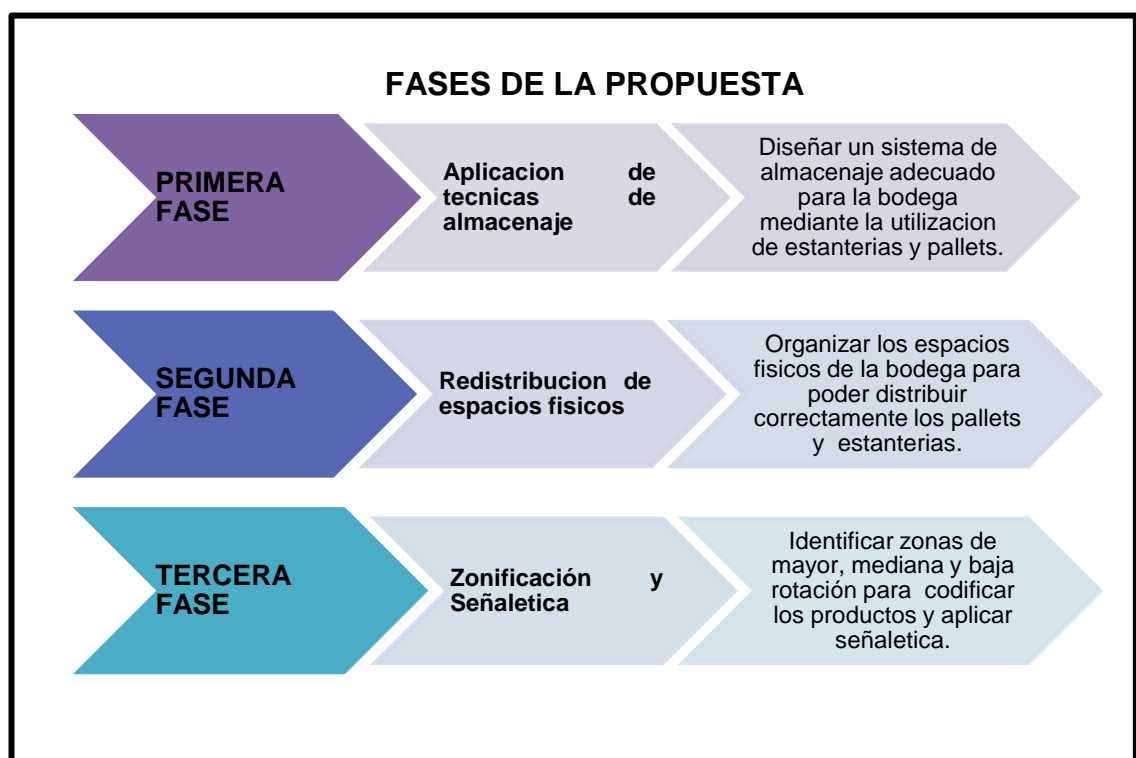 FASES DE LA PROPUESTA
PRIMERA
FASE
Aplicacion de
tecnicas de
almacenaje
Diseñar un sistema de
almacenaje adecuado
para la bodega
mediante la utilizacion
de estanterias y pallets.
SEGUNDA
FASE
Redistribucion de
espacios fisicos
Organizar los espacios
fisicos de la bodega para
poder distribuir
correctamente los pallets
y estanterias.
TERCERA
FASE
Zonificación y
Señaletica
Identificar zonas de
mayor, mediana y baja
rotación para codificar
los productos y aplicar
señaletica.